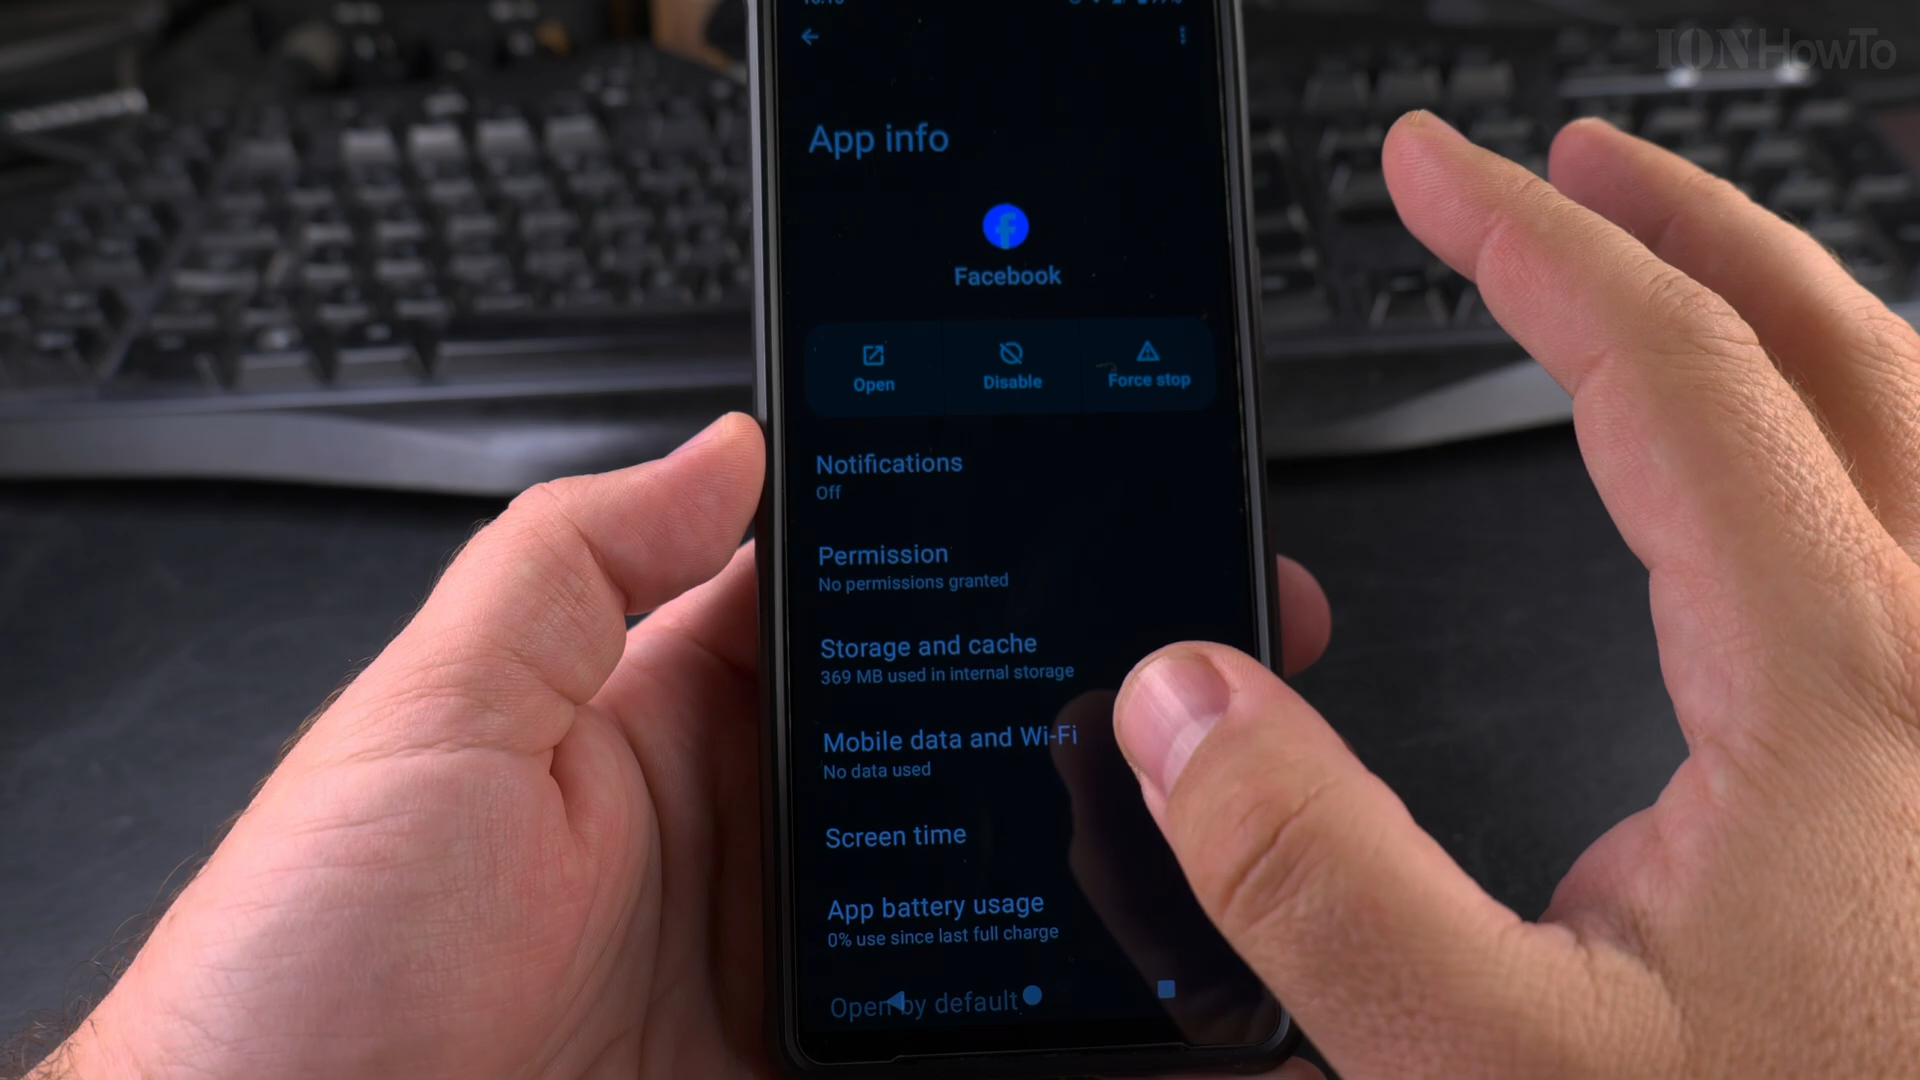 IONHowTo
App info
Facebook
Open
Disable
Force stop
Notifications
Off
Permission
No permissions granted
Storage and cache
369 MB used in internal storage
Mobile data and Wi-Fi
No data used
Screen time
App battery usage
0% use since last full charge
Open by default